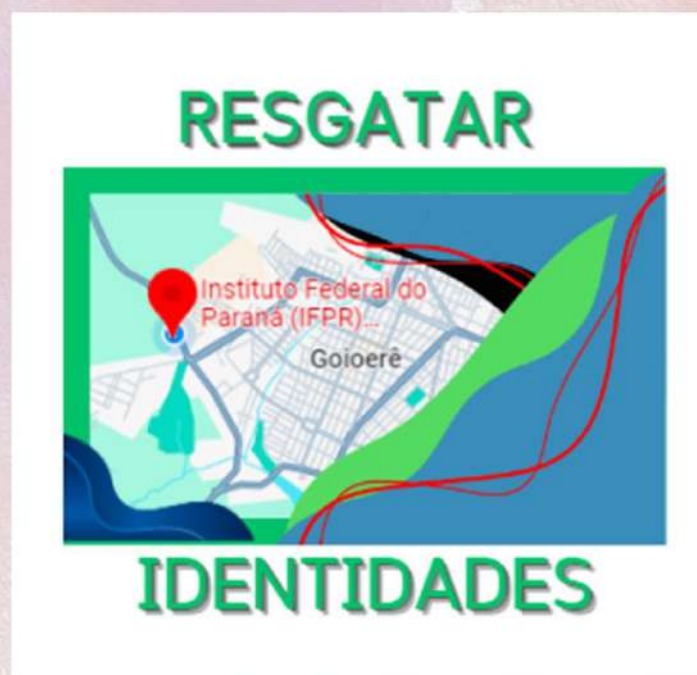 RESGATAR
Instituto Federal do
Paraná (IFPR)...
Goioerê
IDENTIDADES